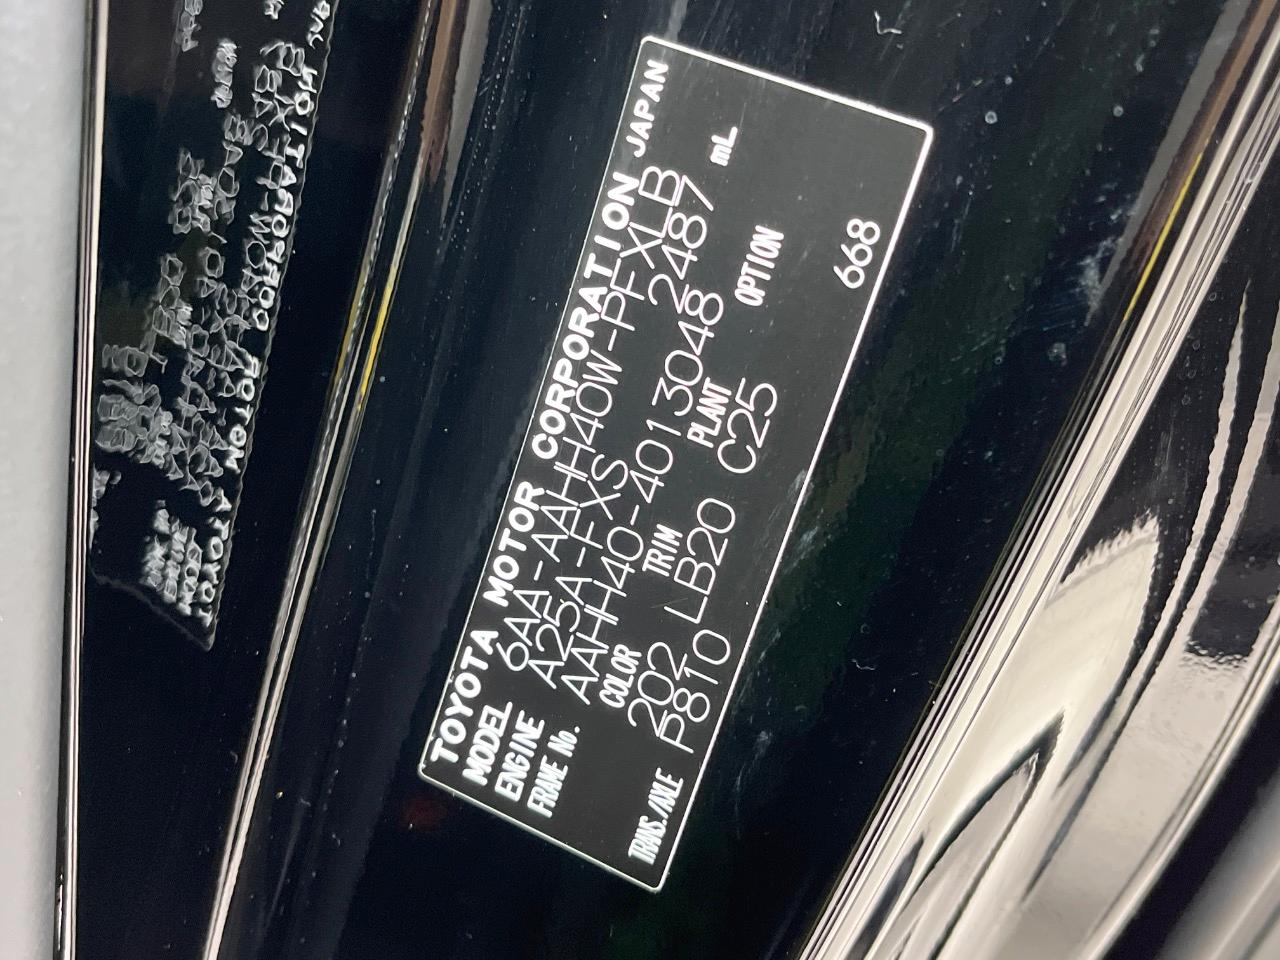 TOYOTA MOTOR CORPORATION JAPAN
MODEL 6AA-AAHH40W-PFXLB
ENGINE A25A-FXS 2487 mL
FRAME No. AAHH40-4013048
COLOR TRIM PLANT OPTION
202 LB20 C25
TRANS./AXLE P810
668